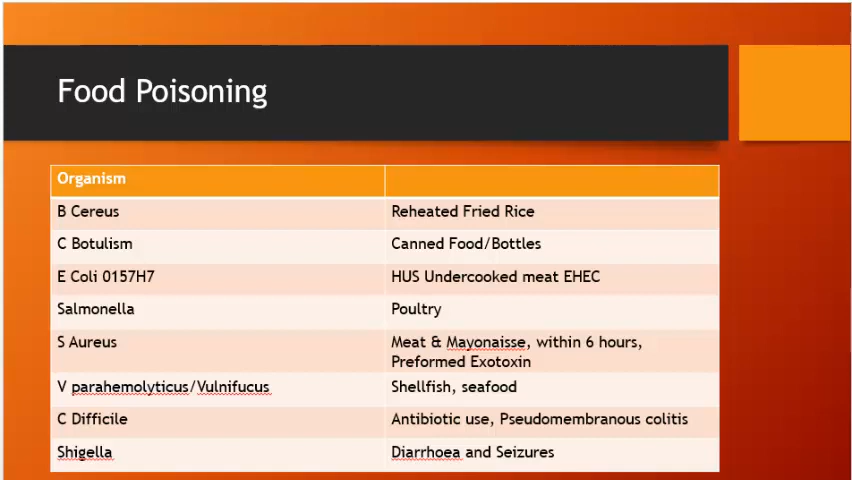 Food Poisoning
Organism
B Cereus Reheated Fried Rice
C Botulism Canned Food/Bottles
E Coli 0157H7 HUS Undercooked meat EHEC
Salmonella Poultry
S Aureus Meat & Mayonaisse, within 6 hours,
Preformed Exotoxin
V parahemolyticus/Vulnifucus Shellfish, seafood
C Difficile Antibiotic use, Pseudomembranous colitis
Shigella Diarrhoea and Seizures